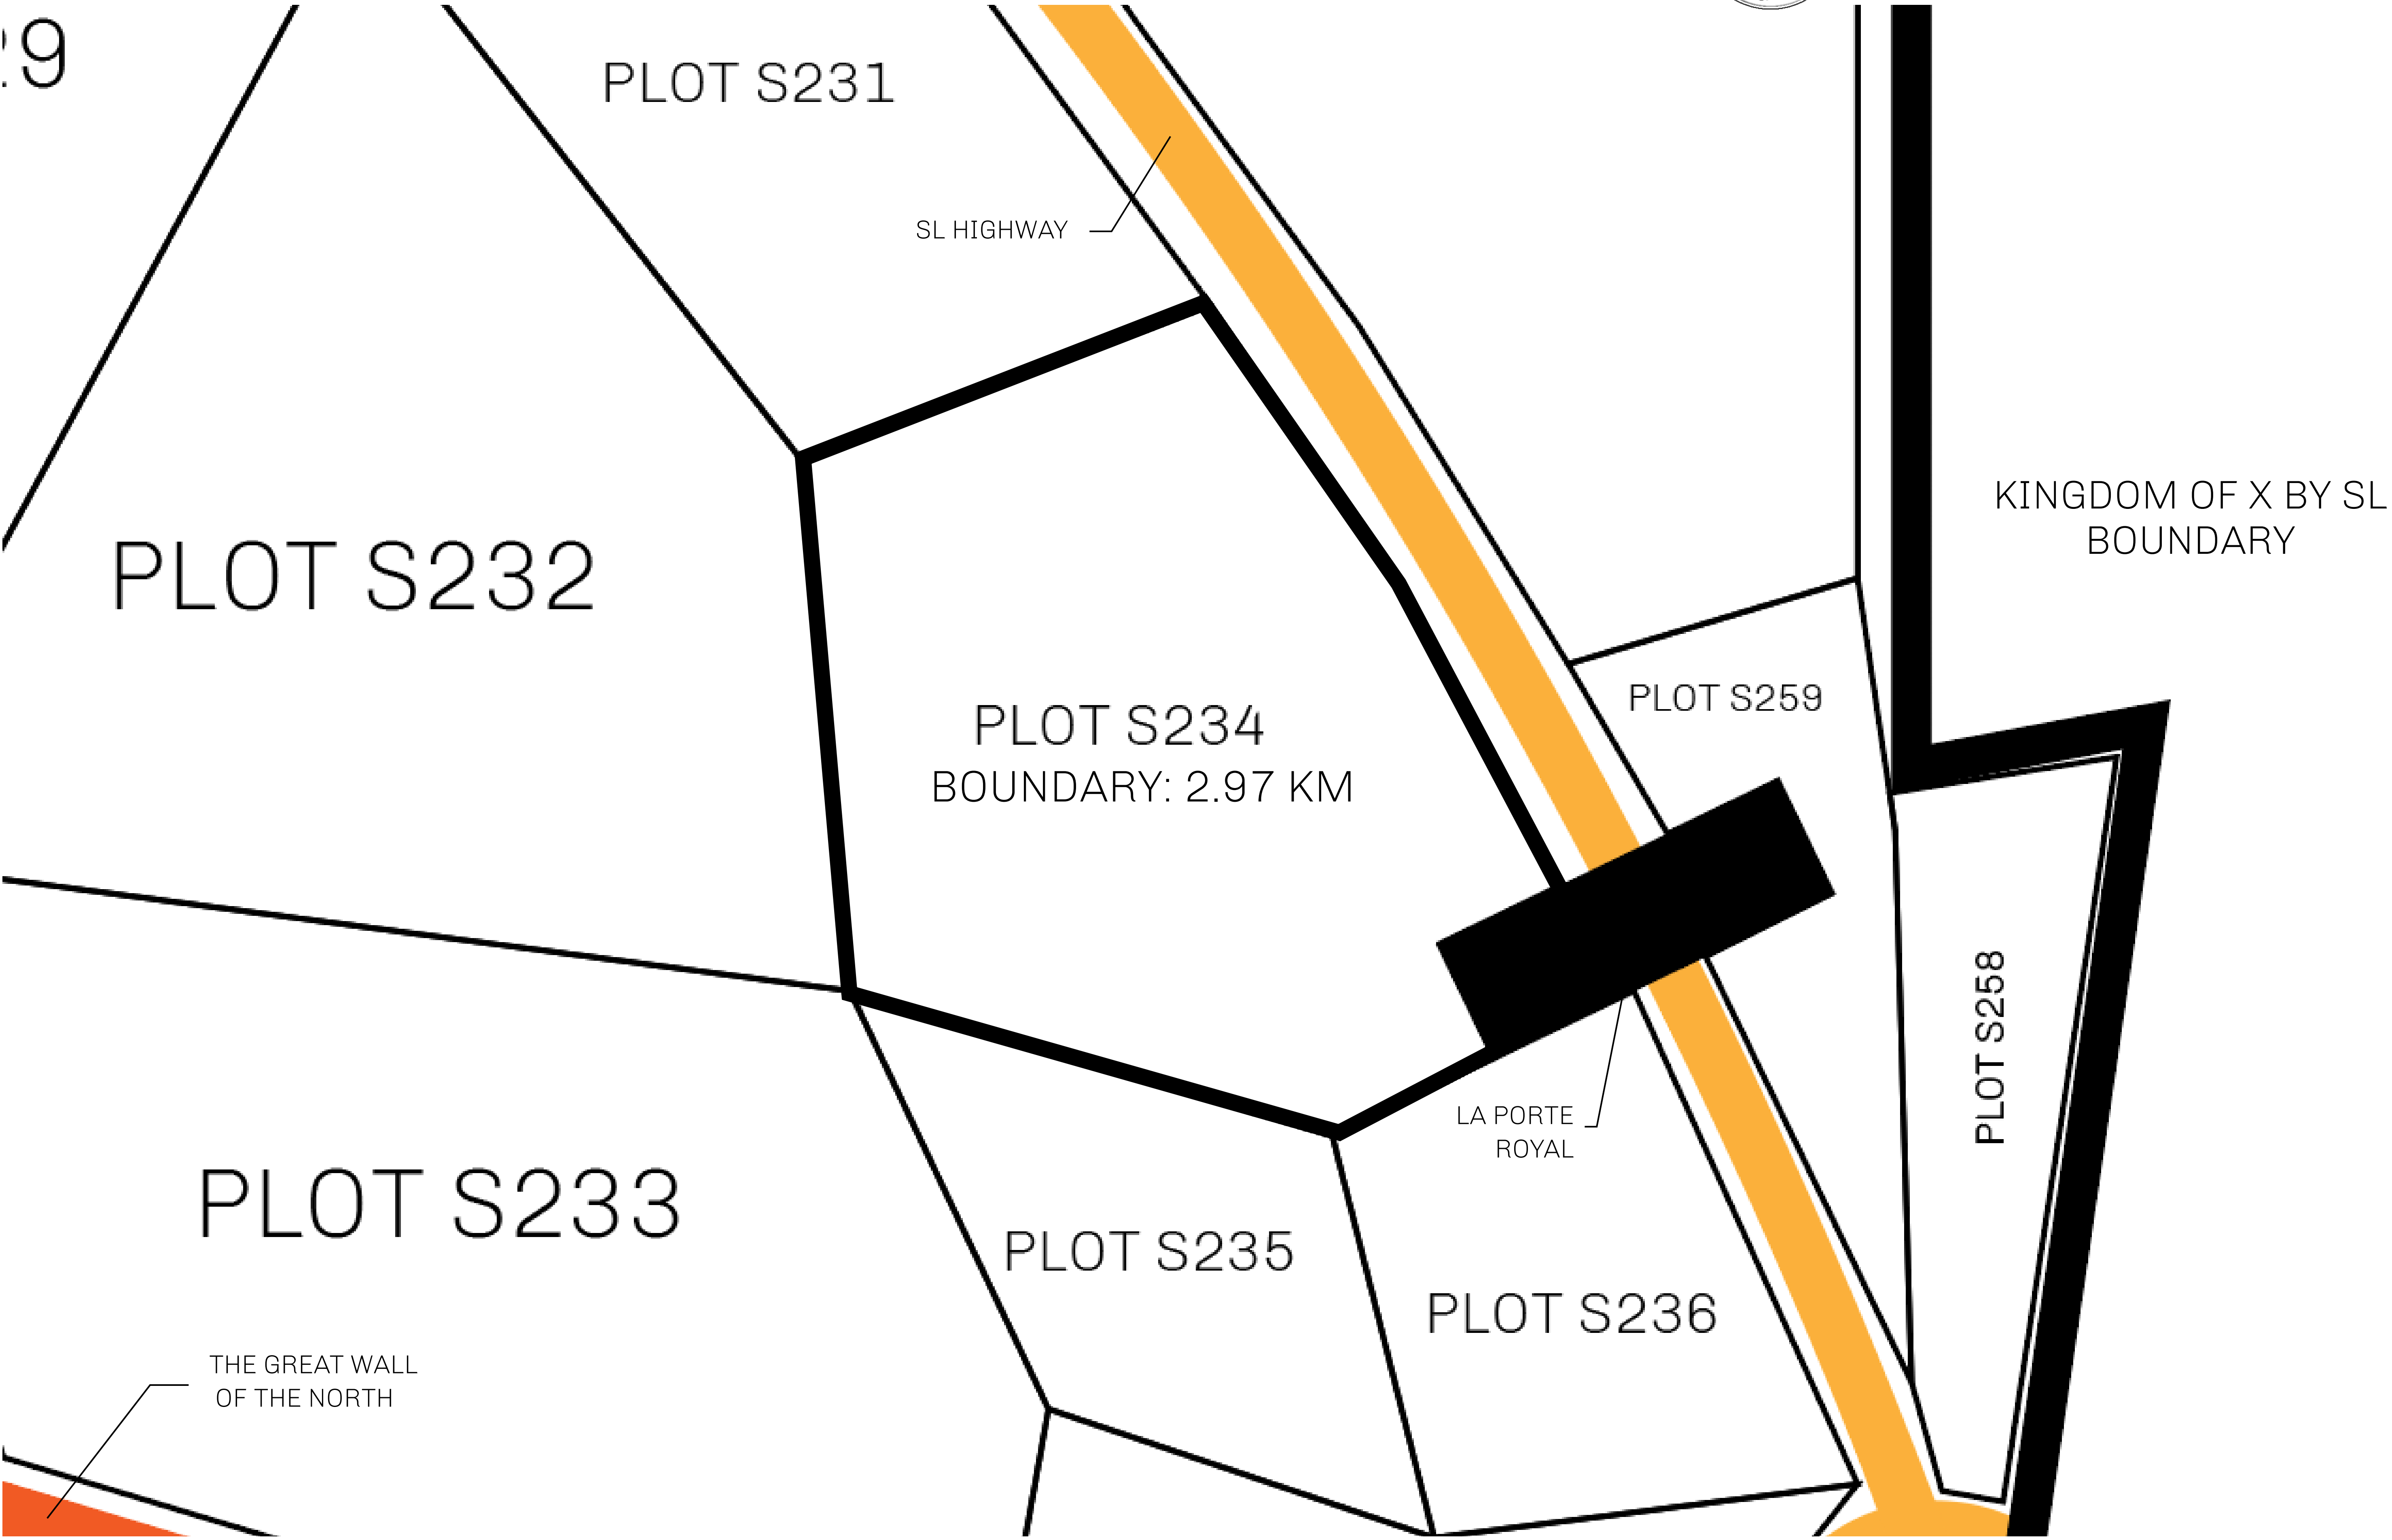 PLOT S231
SL HIGHWAY
KINGDOM OF X BY SL
BOUNDARY
PLOT S232
PLOT S259
PLOT S234
BOUNDARY: 2.97 KM
PLOT S258
LA PORTE
ROYAL
PLOT S233
PLOT S235
PLOT S236
THE GREAT WALL
OF THE NORTH